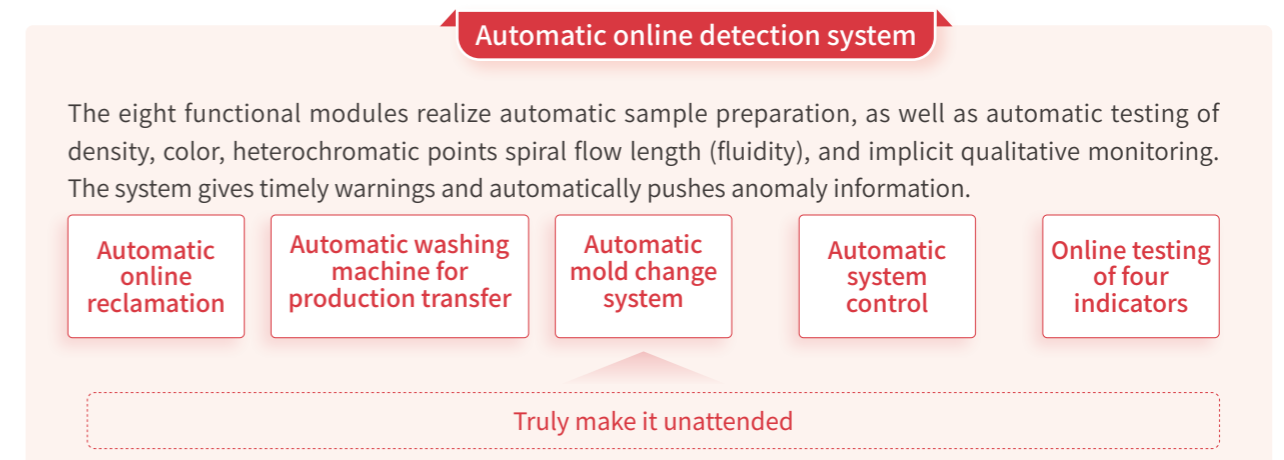 Automatic online detection system
The eight functional modules realize automatic sample preparation, as well as automatic testing of
density, color, heterochromatic points spiral flow length (fluidity), and implicit qualitative monitoring.
The system gives timely warnings and automatically pushes anomaly information.
Automatic
online
reclamation
Automatic washing
machine for
production transfer
Automatic
mold change
system
Automatic
system
control
Online testing
of four
indicators
Truly make it unattended